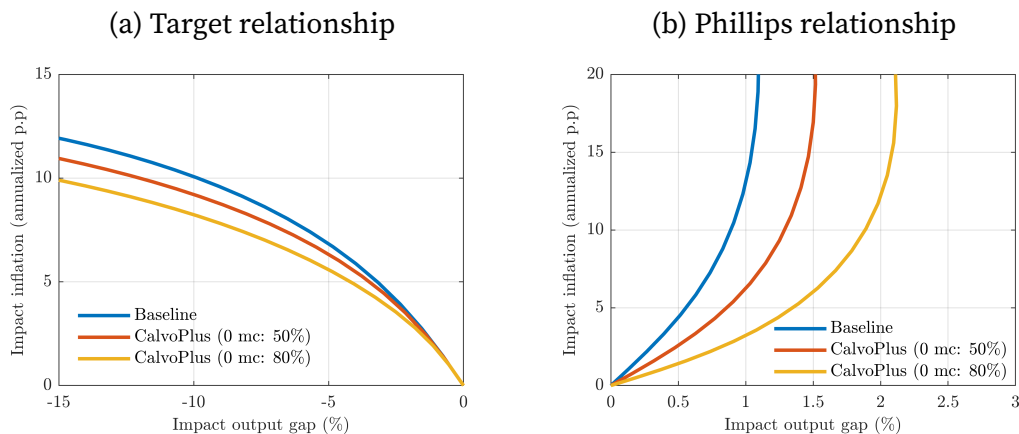 (a) Target relationship
15
10
5
0
-15
-10
-5
0
Impact inflation (annualized p.p)
Impact output gap (%)
Baseline
CalvoPlus (0 mc: 50%)
CalvoPlus (0 mc: 80%)
(b) Phillips relationship
20
15
10
5
0
0
0.5
1
1.5
2
2.5
3
Impact inflation (annualized p.p)
Impact output gap (%)
Baseline
CalvoPlus (0 mc: 50%)
CalvoPlus (0 mc: 80%)